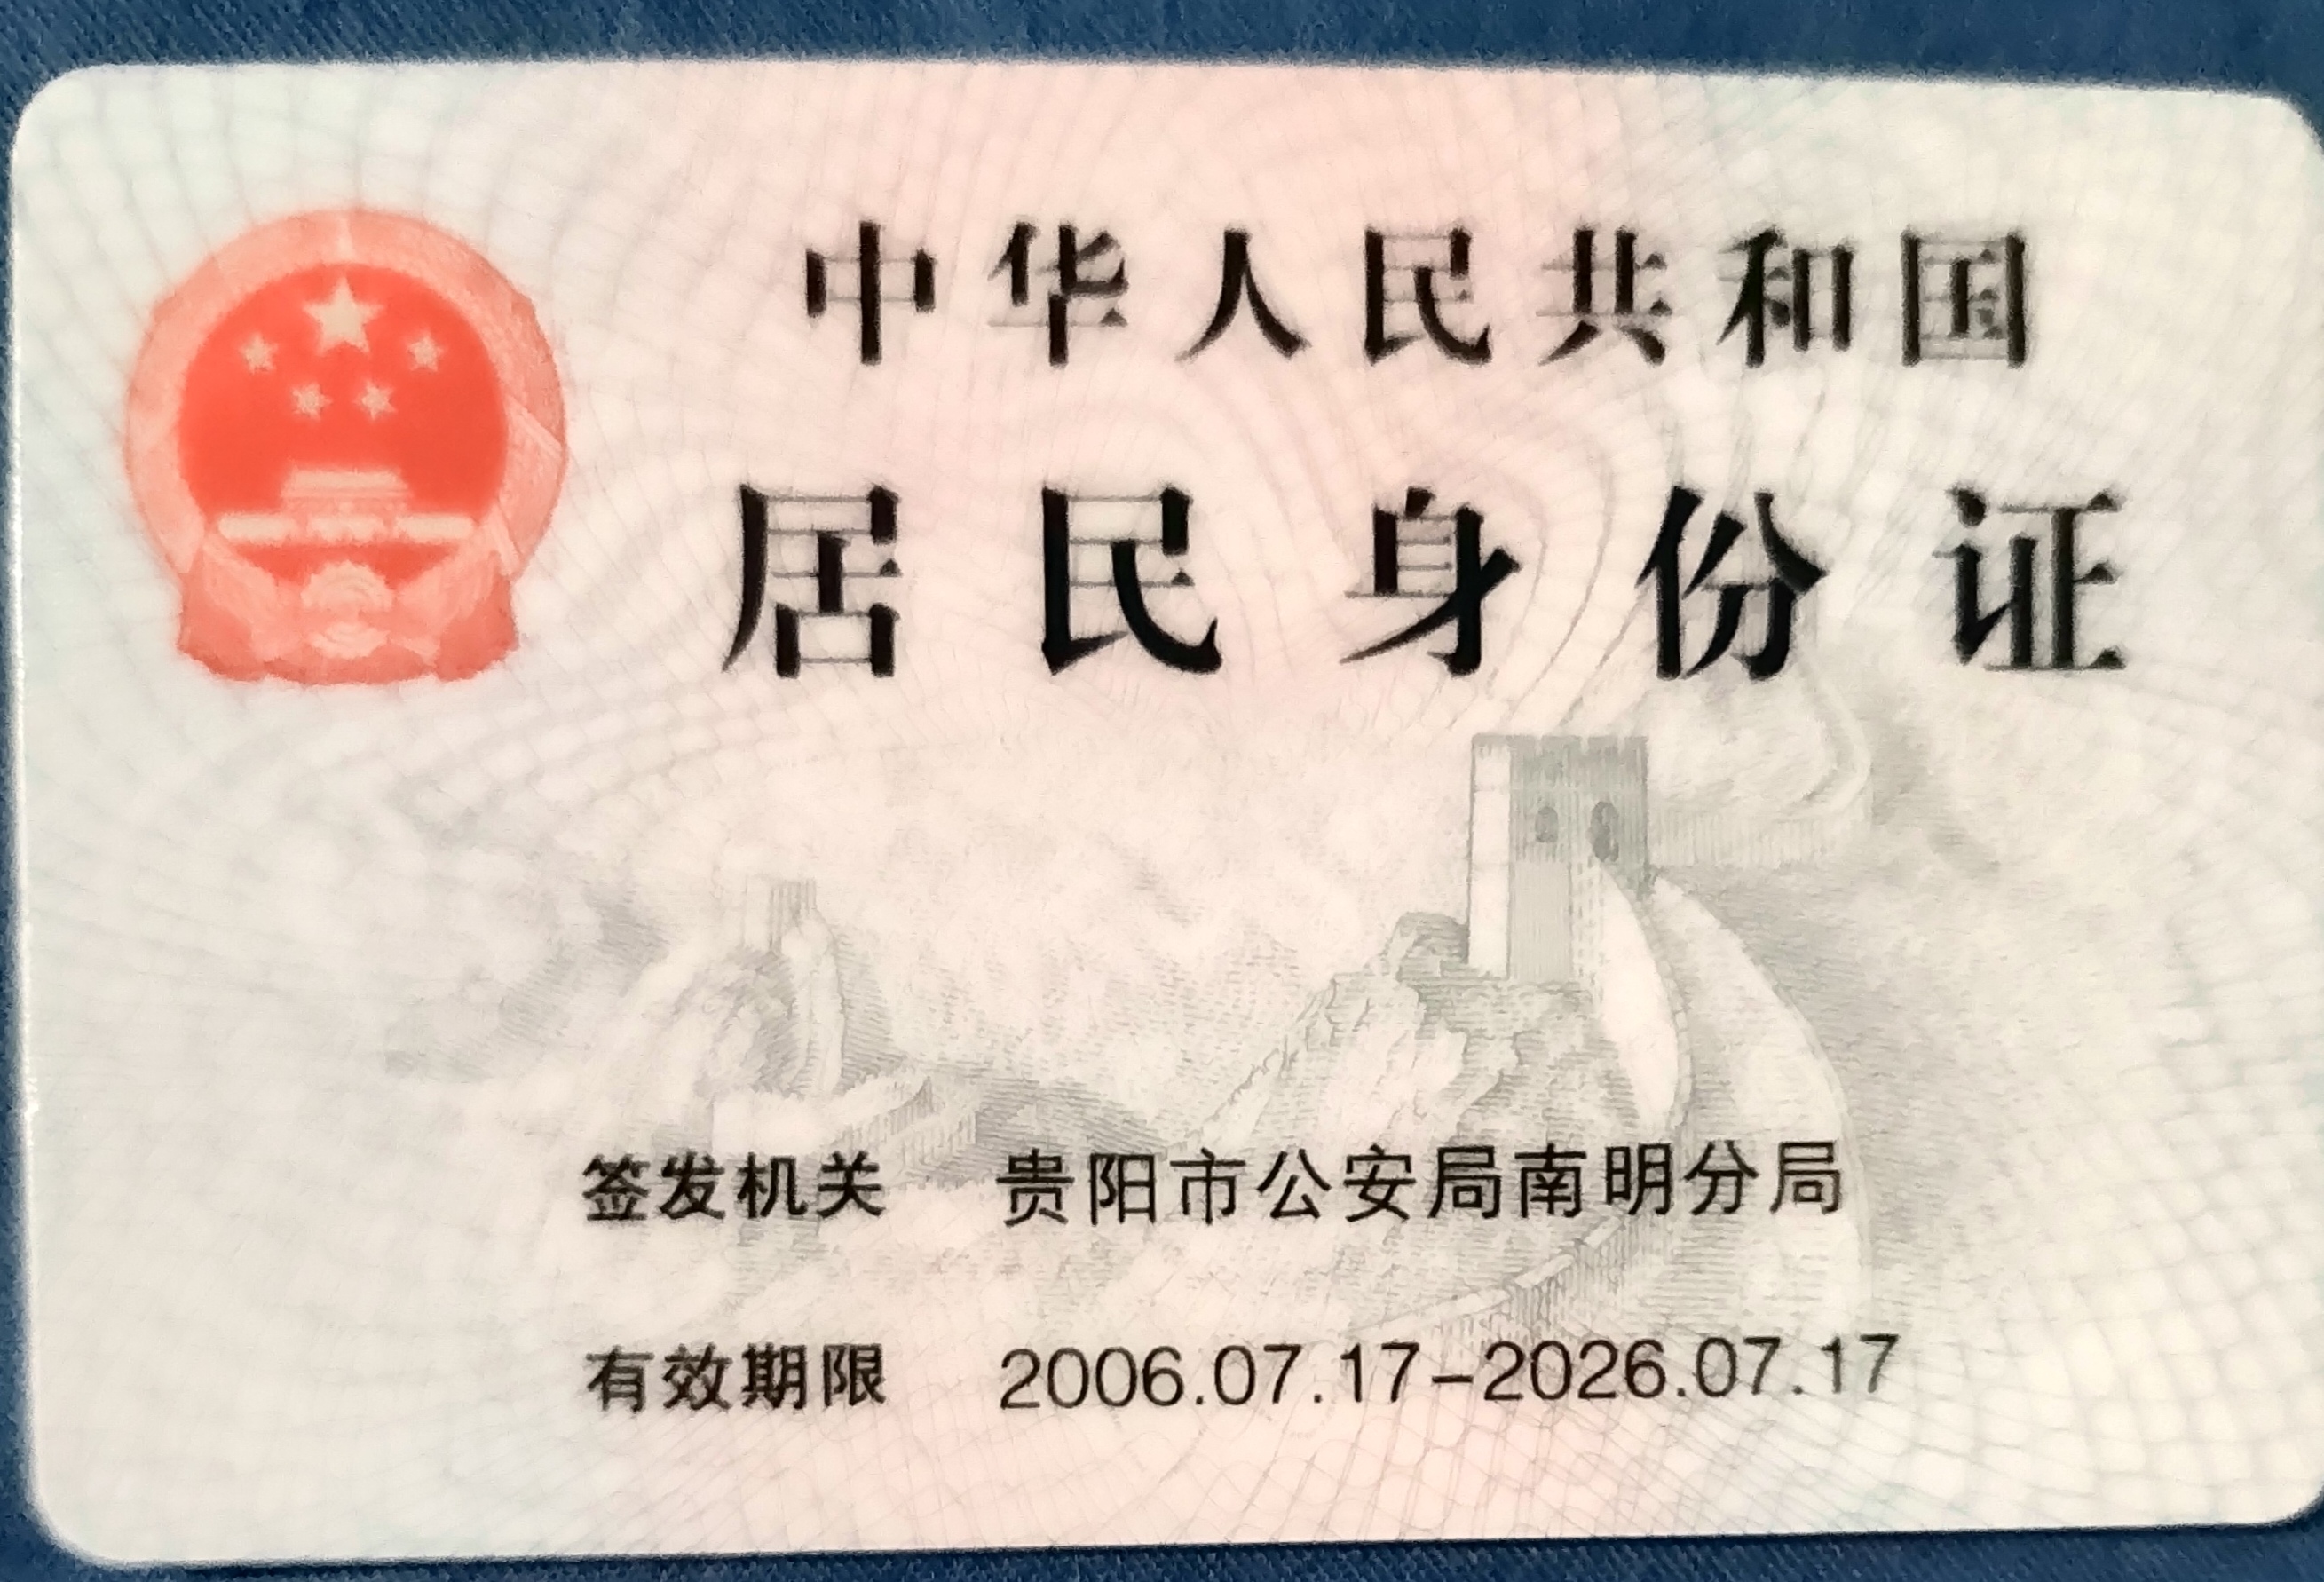 中华人民共和国
居民身份证
签发机关 贵阳市公安局南明分局
有效期限 2006.07.17-2026.07.17